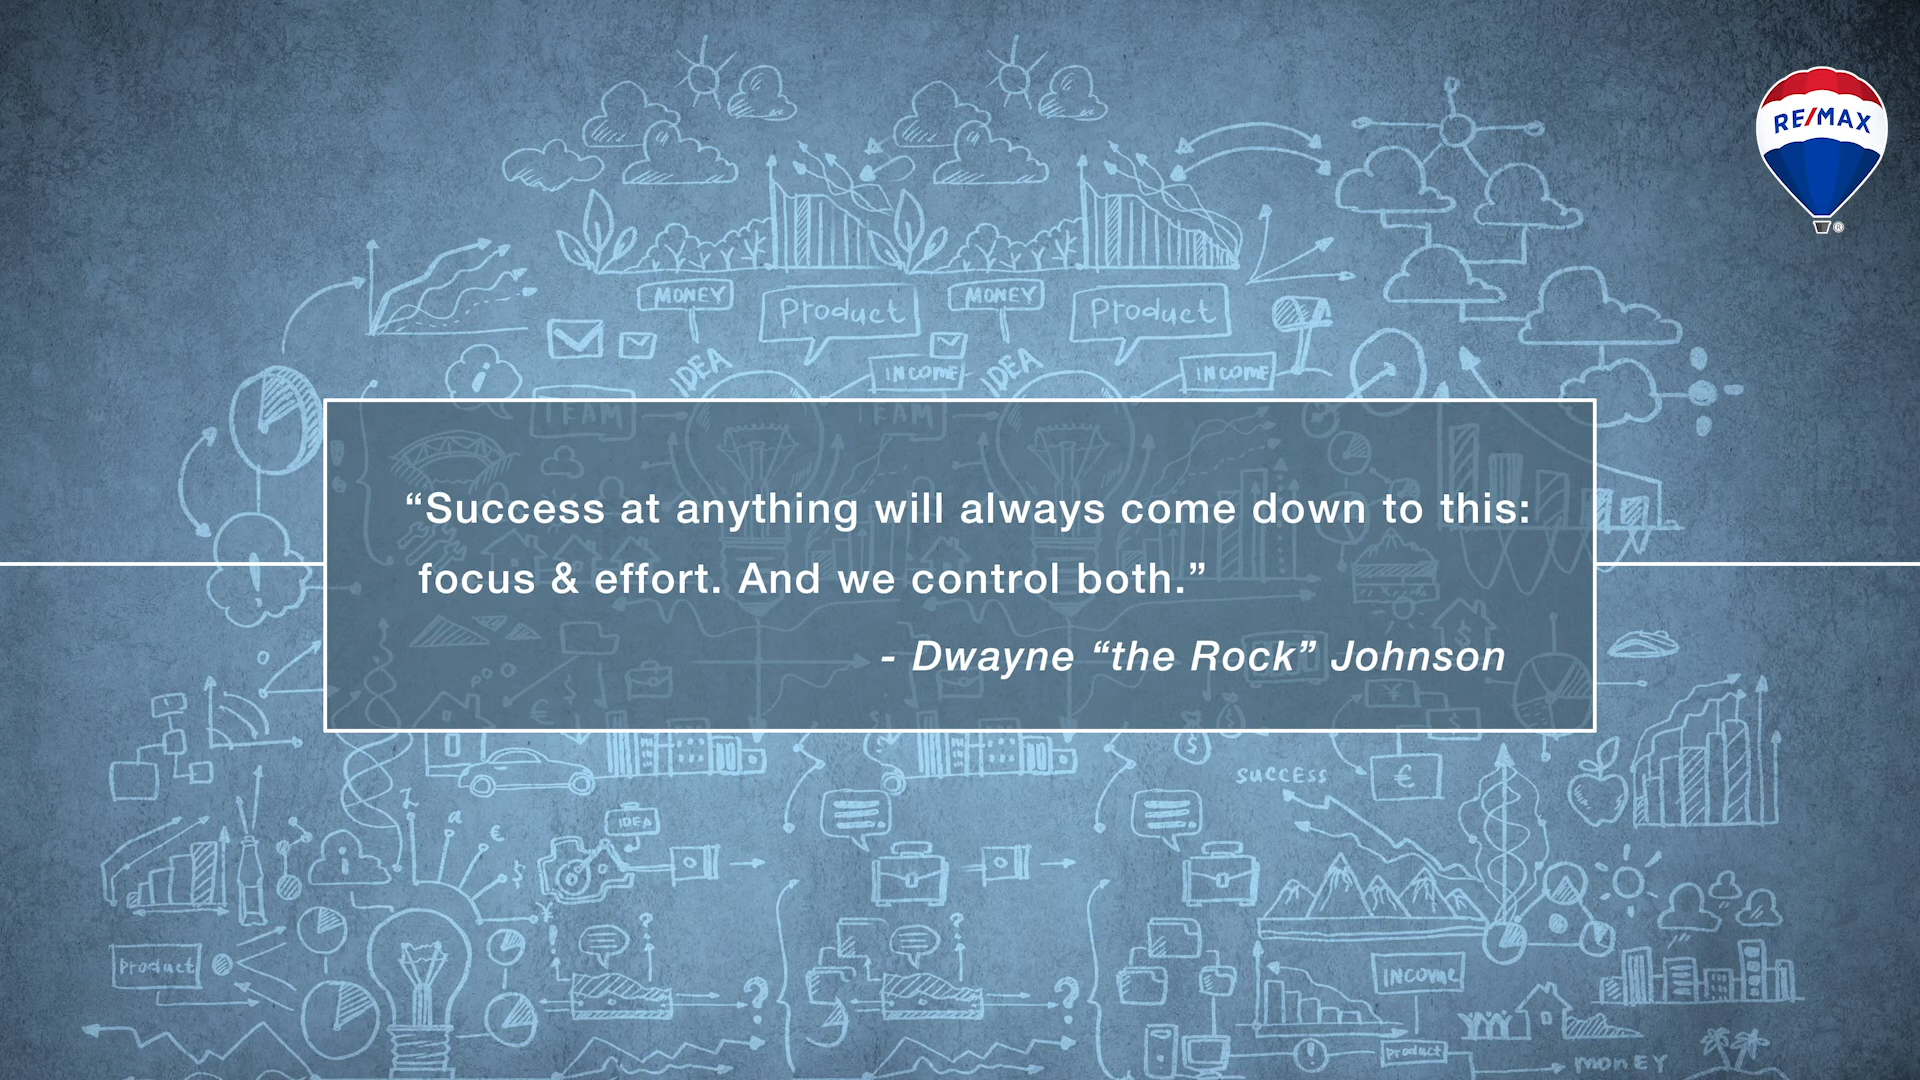 RE/MAX
®
MONEY
MONEY
Product
Product
IDEA
IDEA
INCOME
INCOME
TEAM
TEAM
“Success at anything will always come down to this:
focus & effort. And we control both.”
- Dwayne “the Rock” Johnson
SUCCESS
€
IDEA
a
€
$
¥
Product
INCOME
Product
MONEY